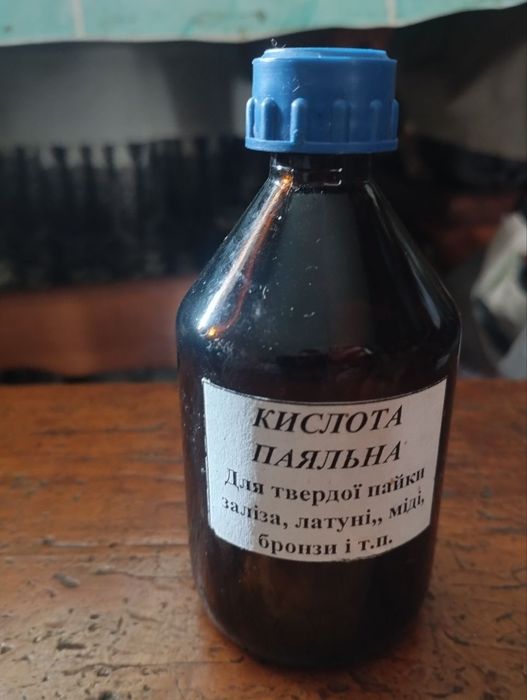 КИСЛОТА
ПАЯЛЬНА
Для твердої пайки
заліза, латуні,, міді,
бронзи і т.п.